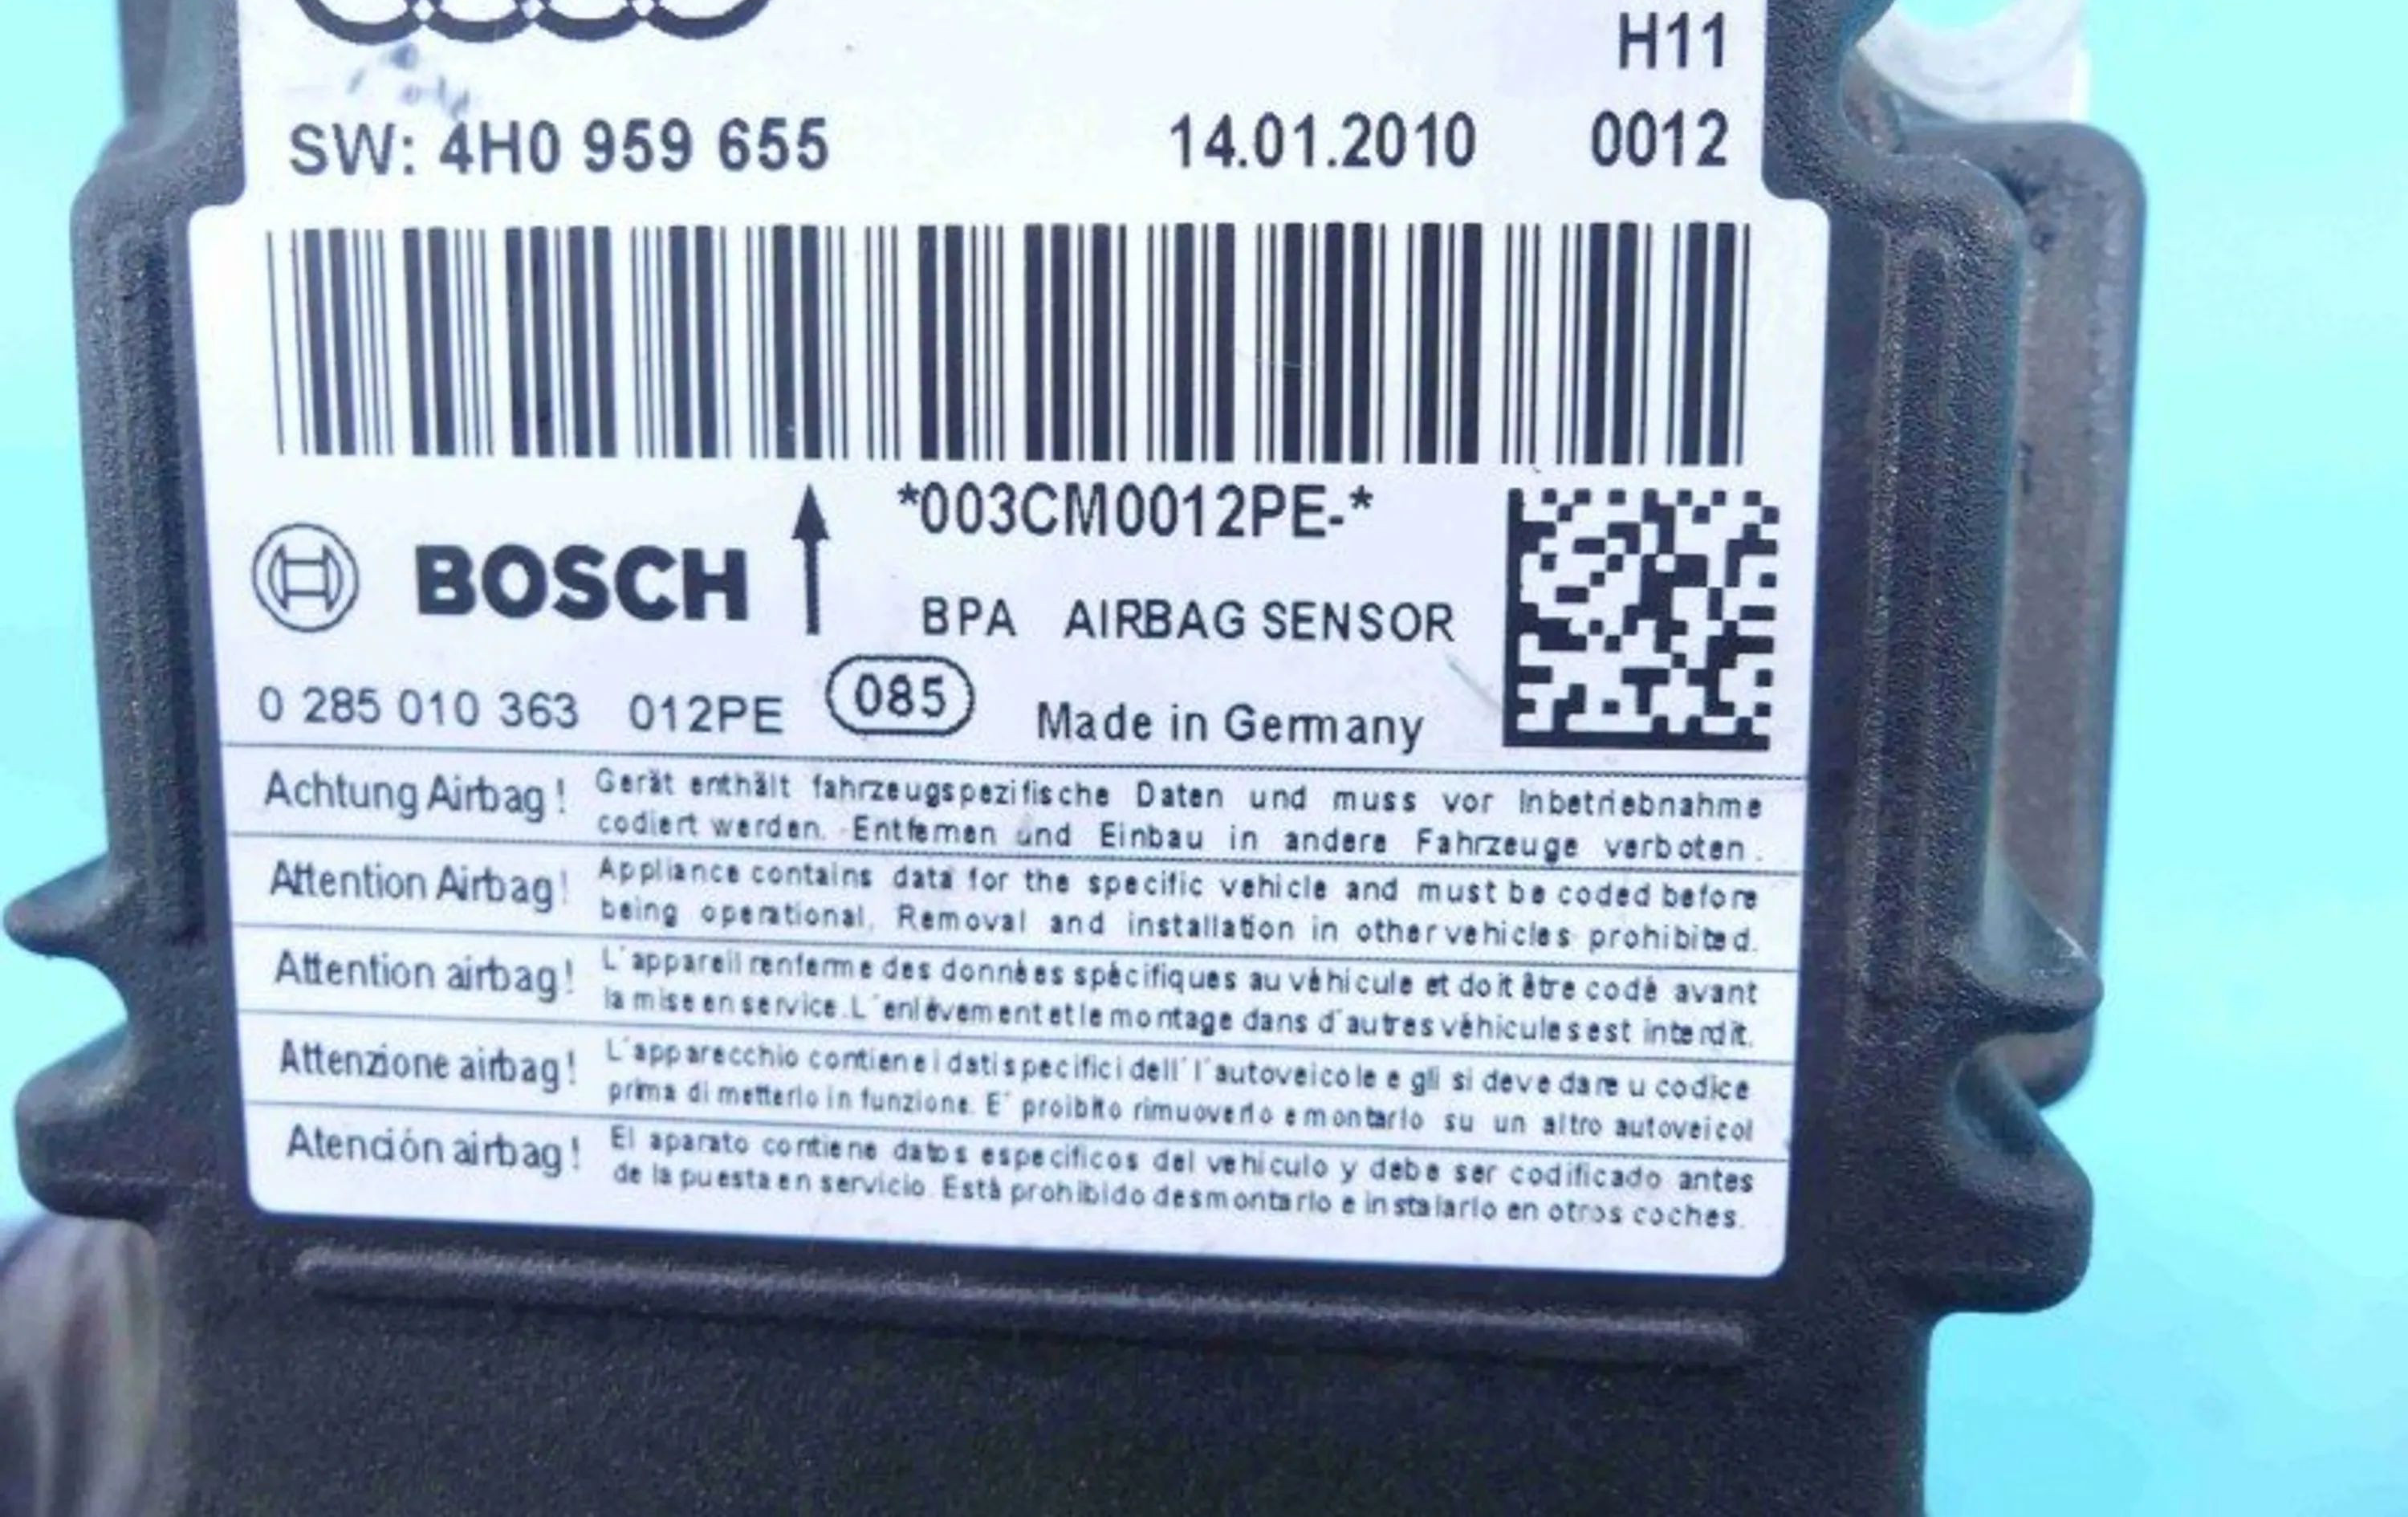 H11
SW: 4H0 959 655 14.01.2010 0012
*003CM0012PE-*
BOSCH BPA AIRBAG SENSOR
0 285 010 363 012PE 085 Made in Germany
Achtung Airbag! Gerät enthält fahrzeugspezifische Daten und muss vor Inbetriebnahme
codiert werden. Entfernen und Einbau in andere Fahrzeuge verboten.
Attention Airbag! Appliance contains data for the specific vehicle and must be coded before
being operational. Removal and installation in other vehicles prohibited.
Attention airbag! L'appareil renferme des données spécifiques au véhicule et doit être codé avant
la mise en service. L'enlévement et le montage dans d'autres véhicules est interdit.
Attenzione airbag! L'apparecchio contiene i dati specifici dell' l'autoveicole e gli si deve dare u codice
prima di metterlo in funzione. E' proibito rimuoverlo e montarlo su un altro autoveicol
Atención airbag! El aparato contiene datos especificos del vehiculo y debe ser codificado antes
de la puesta en servicio. Està prohibido desmontarlo e instalarlo en otros coches.